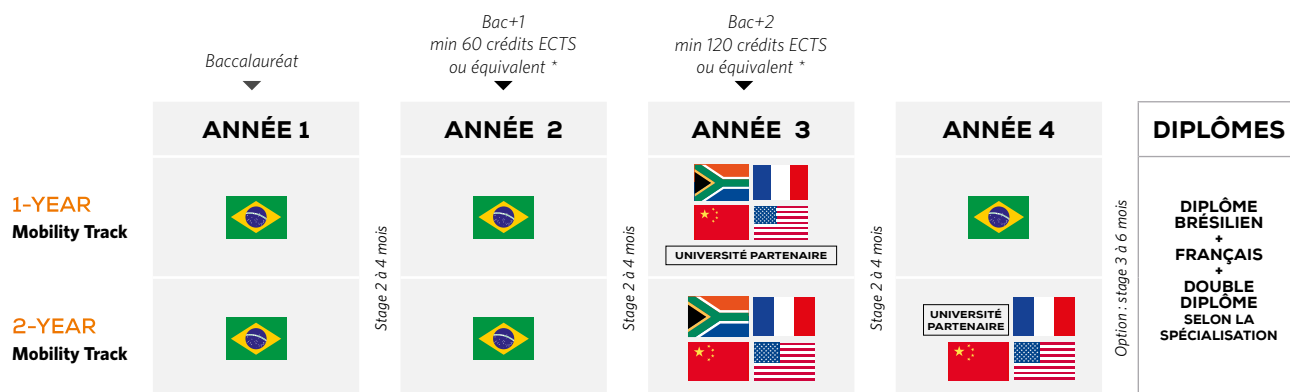 Baccalauréat
Bac+1
min 60 crédits ECTS
ou équivalent *
Bac+2
min 120 crédits ECTS
ou équivalent *
ANNÉE 1
ANNÉE 2
ANNÉE 3
ANNÉE 4
DIPLÔMES
1-YEAR
Mobility Track
UNIVERSITÉ PARTENAIRE
2-YEAR
Mobility Track
UNIVERSITÉ
PARTENAIRE
Stage 2 à 4 mois
Stage 2 à 4 mois
Stage 2 à 4 mois
Option : stage 3 à 6 mois
DIPLÔME
BRÉSILIEN
+
FRANÇAIS
+
DOUBLE
DIPLÔME
SELON LA
SPÉCIALISATION